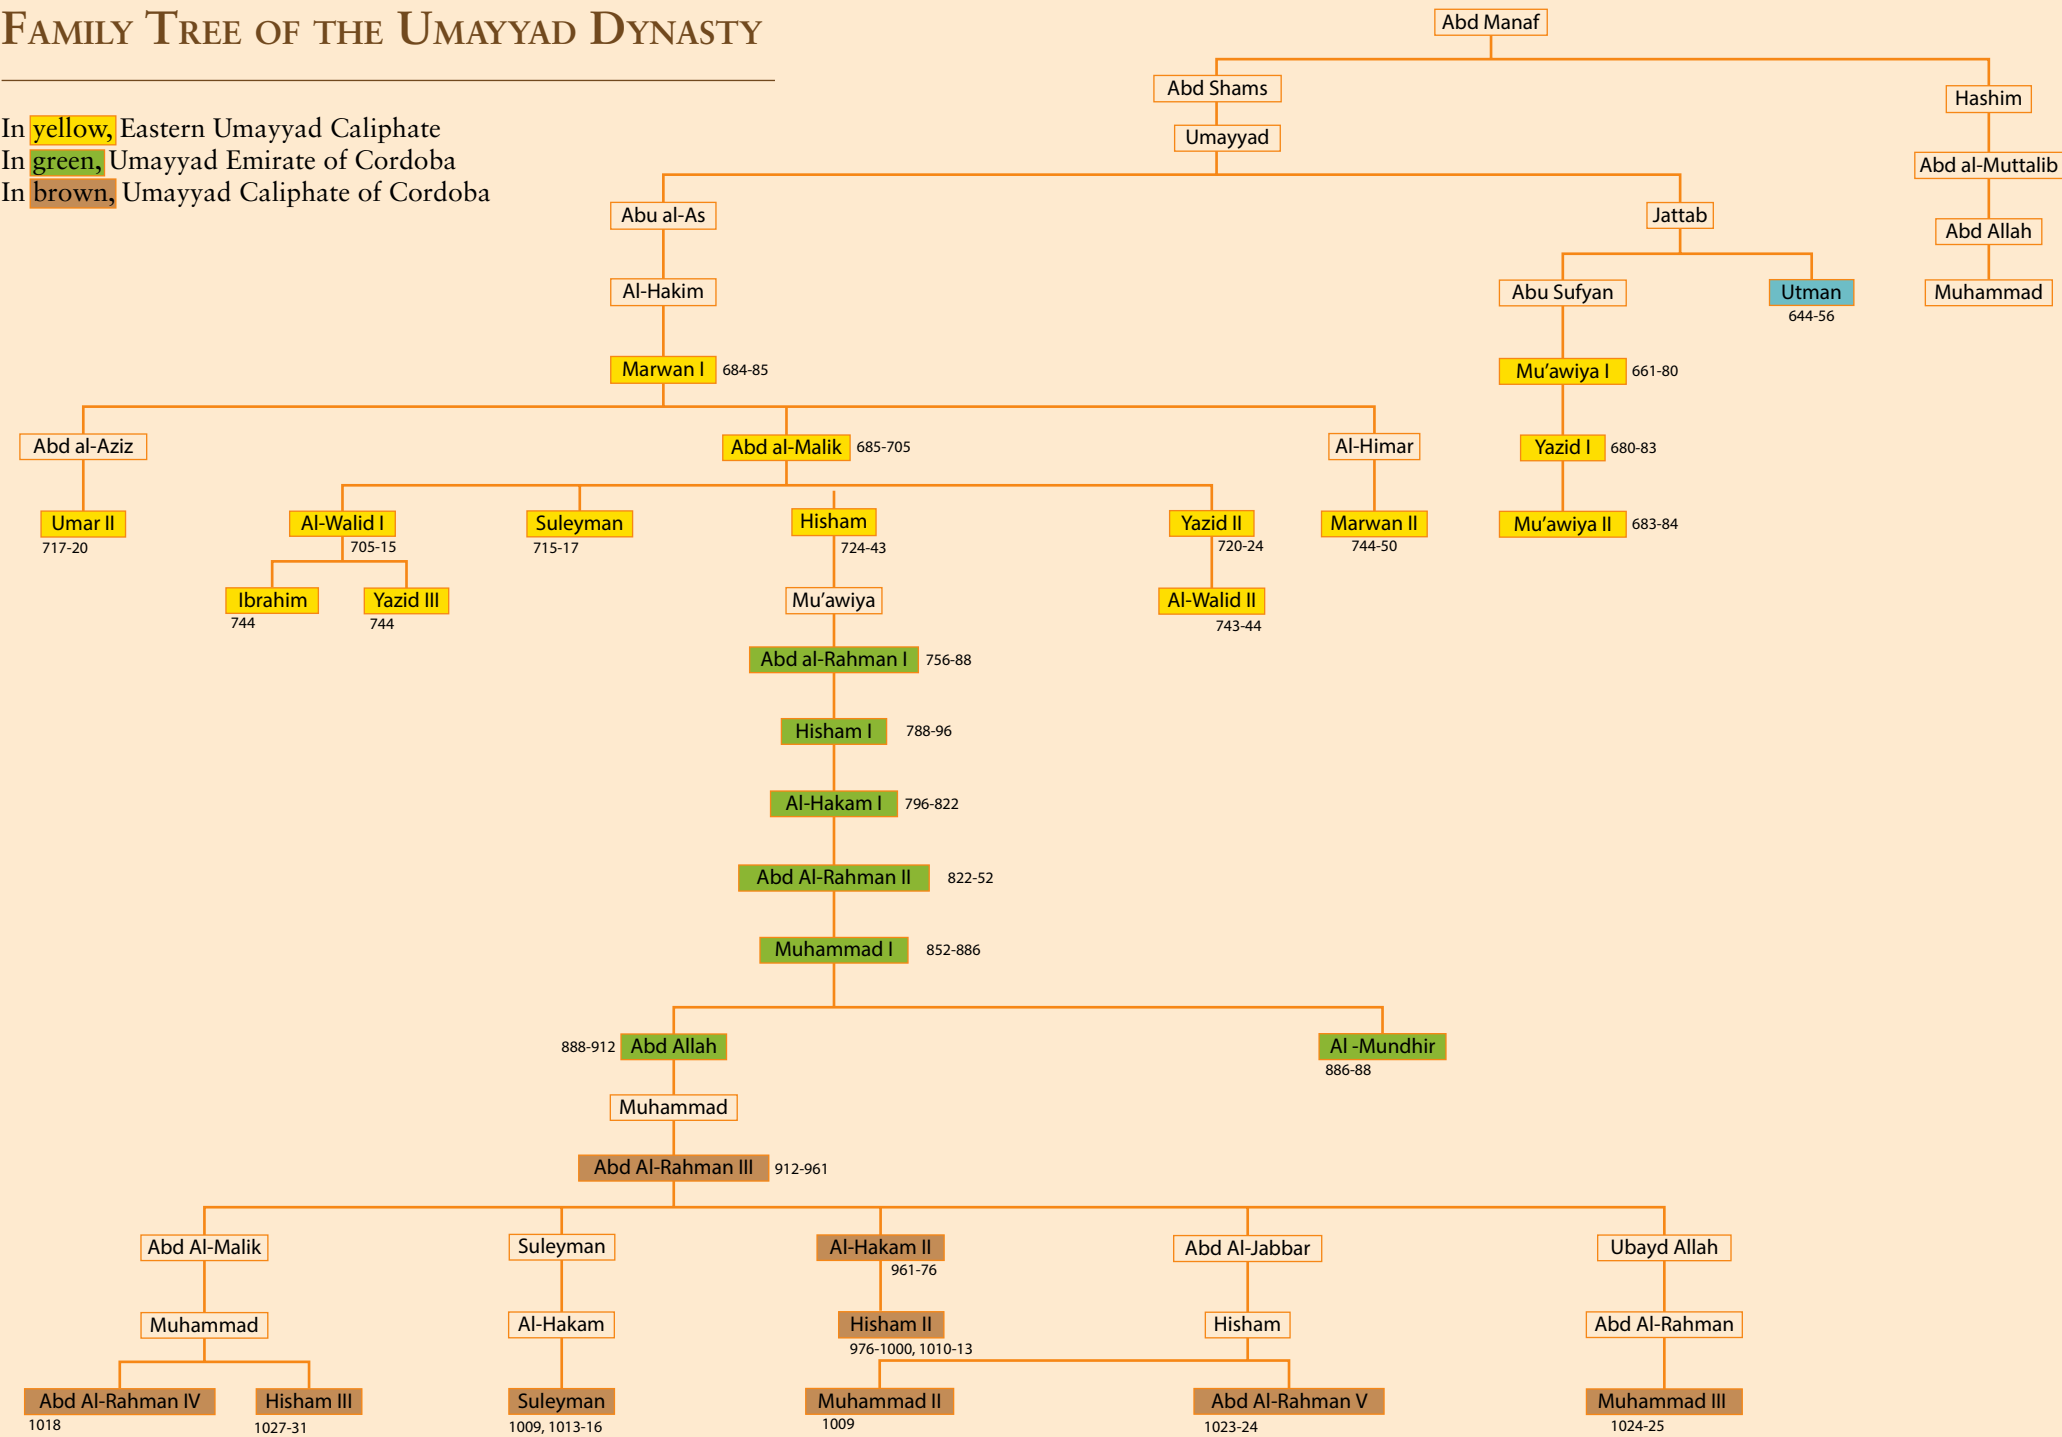 Family Tree of the Umayyad Dynasty
In yellow, Eastern Umayyad Caliphate
In green, Umayyad Emirate of Cordoba
In brown, Umayyad Caliphate of Cordoba
Abd Manaf
Abd Shams
Hashim
Umayyad
Abd al-Muttalib
Abu al-As
Jattab
Abd Allah
Al-Hakim
Abu Sufyan
Utman
644-56
Muhammad
Marwan I 684-85
Mu’awiya I 661-80
Abd al-Aziz
Abd al-Malik 685-705
Al-Himar
Yazid I 680-83
Umar II
717-20
Al-Walid I
705-15
Suleyman
715-17
Hisham
724-43
Yazid II
720-24
Marwan II
744-50
Mu’awiya II 683-84
Ibrahim
744
Yazid III
744
Mu’awiya
Al-Walid II
743-44
Abd al-Rahman I 756-88
Hisham I 788-96
Al-Hakam I 796-822
Abd Al-Rahman II 822-52
Muhammad I 852-886
888-912 Abd Allah
Al -Mundhir
886-88
Muhammad
Abd Al-Rahman III 912-961
Abd Al-Malik
Suleyman
Al-Hakam II
961-76
Abd Al-Jabbar
Ubayd Allah
Muhammad
Al-Hakam
Hisham II
976-1000, 1010-13
Hisham
Abd Al-Rahman
Abd Al-Rahman IV
1018
Hisham III
1027-31
Suleyman
1009, 1013-16
Muhammad II
1009
Abd Al-Rahman V
1023-24
Muhammad III
1024-25